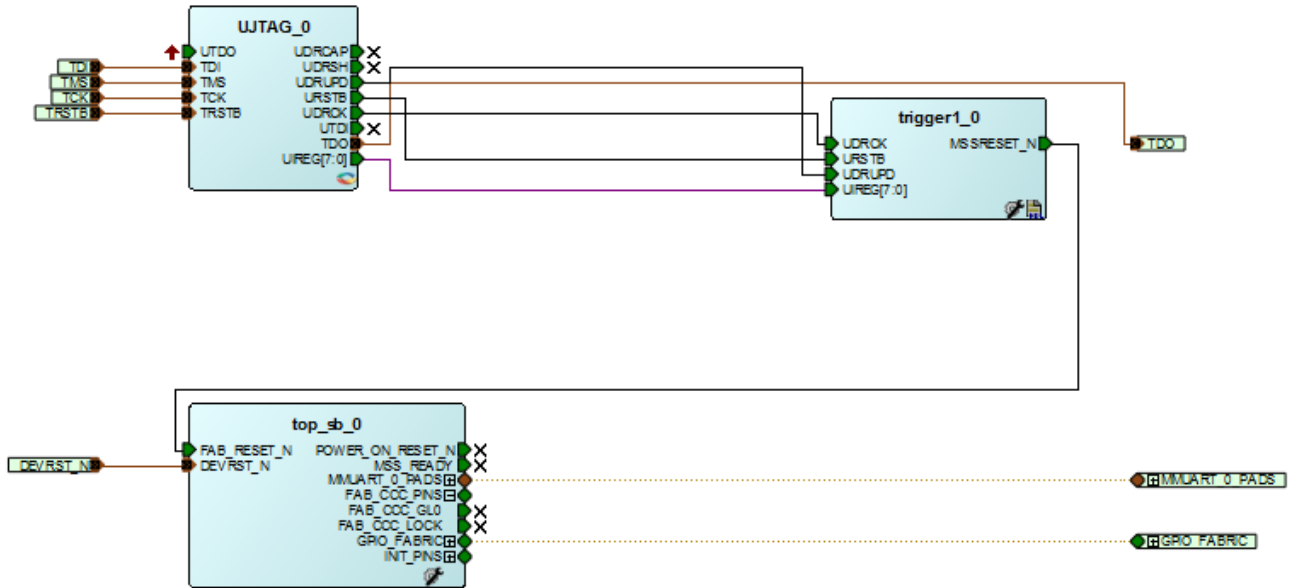 UJTAG_0
UTDO UDRCAP
TDI TDI UDRSH
TMS TMS UDRUPD
TCK TCK URSTB
TRSTB TRSTB UDRCK
UTDI
TDO
UIREG[7:0]
trigger1_0
UDRCK MSSRESET_N
URSTB
UDRUPD
UIREG[7:0]
TDO
top_sb_0
FAB_RESET_N POWER_ON_RESET_N
DEVRST_N DEVRST_N MSS_READY
MMUART_0_PADS MMUART_0_PADS
FAB_CCC_PINS
FAB_CCC_GL0
FAB_CCC_LOCK
GPIO_FABRIC GPIO_FABRIC
INIT_PINS